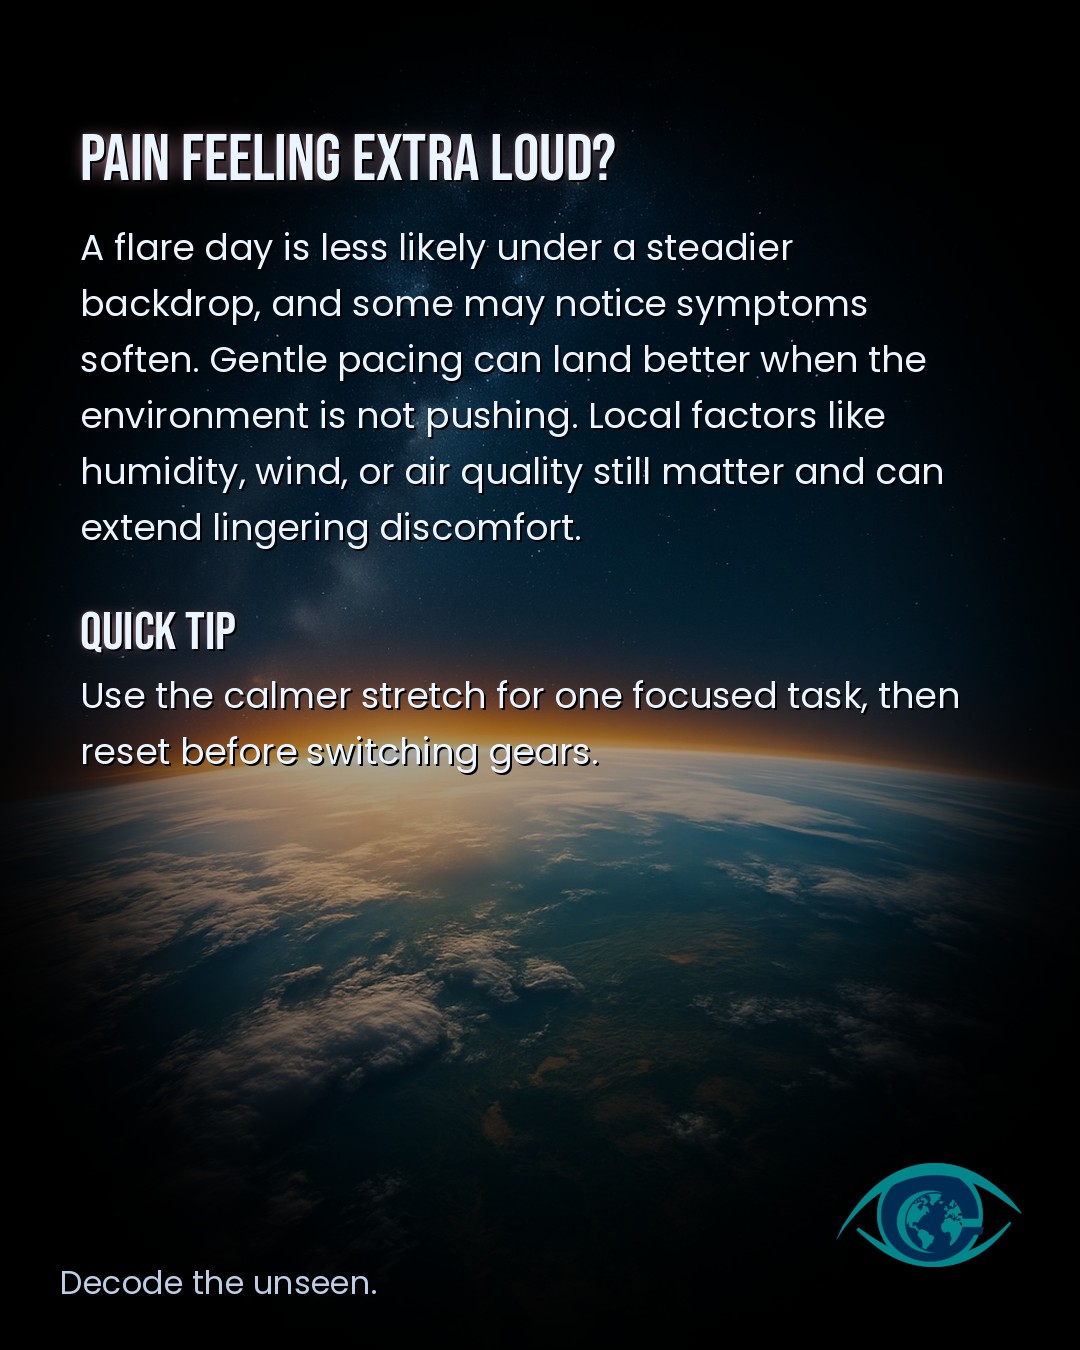 PAIN FEELING EXTRA LOUD?
A flare day is less likely under a steadier
backdrop, and some may notice symptoms
soften. Gentle pacing can land better when the
environment is not pushing. Local factors like
humidity, wind, or air quality still matter and can
extend lingering discomfort.
QUICK TIP
Use the calmer stretch for one focused task, then
reset before switching gears.
Decode the unseen.